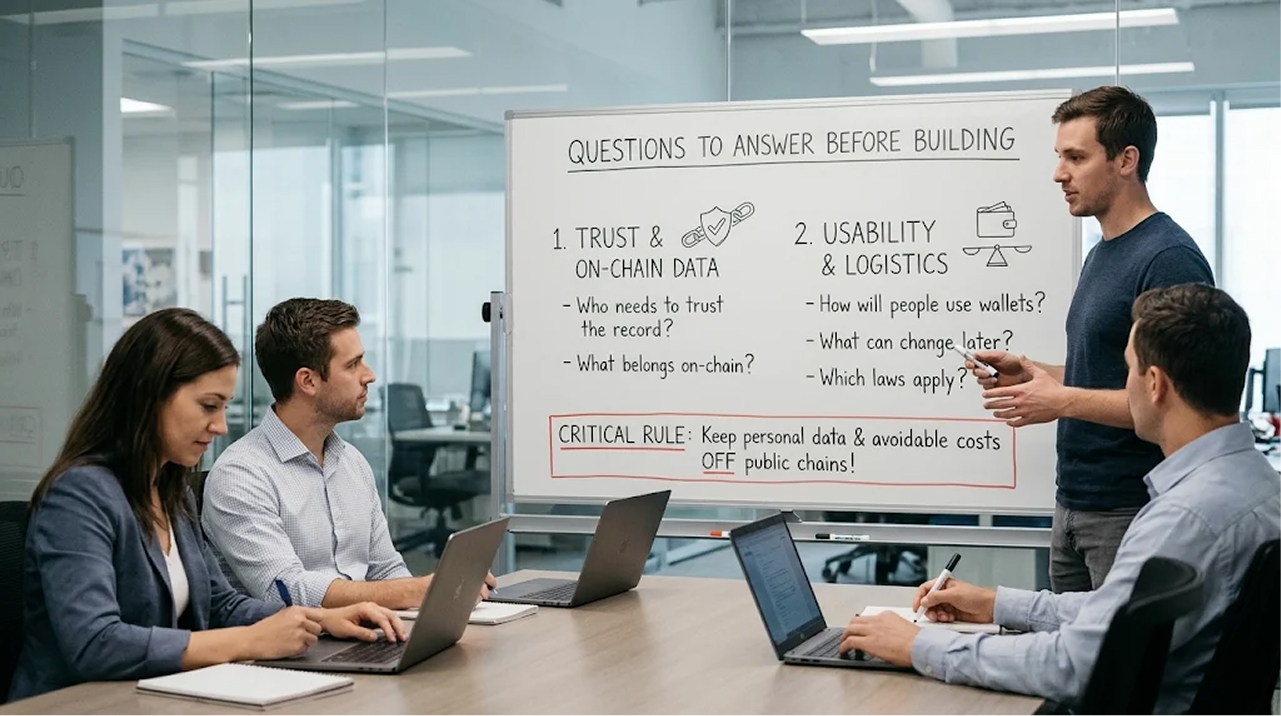 QUESTIONS TO ANSWER BEFORE BUILDING
1. TRUST &
ON-CHAIN DATA
- Who needs to trust
the record?
- What belongs on-chain?
2. USABILITY
& LOGISTICS
- How will people use wallets?
- What can change later?
- Which laws apply?
CRITICAL RULE: Keep personal data & avoidable costs
OFF public chains!